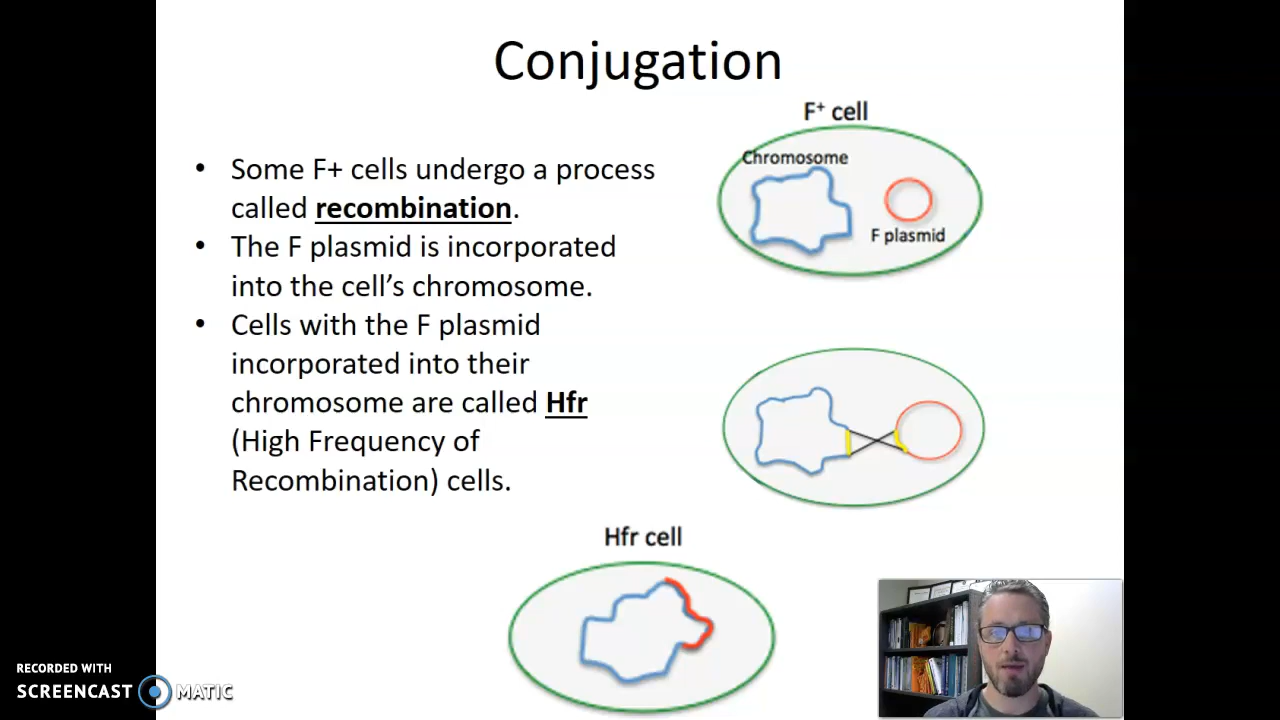 Conjugation
F+ cell
Chromosome
F plasmid
• Some F+ cells undergo a process
called recombination.
• The F plasmid is incorporated
into the cell’s chromosome.
• Cells with the F plasmid
incorporated into their
chromosome are called Hfr
(High Frequency of
Recombination) cells.
Hfr cell
RECORDED WITH
SCREENCAST MATIC